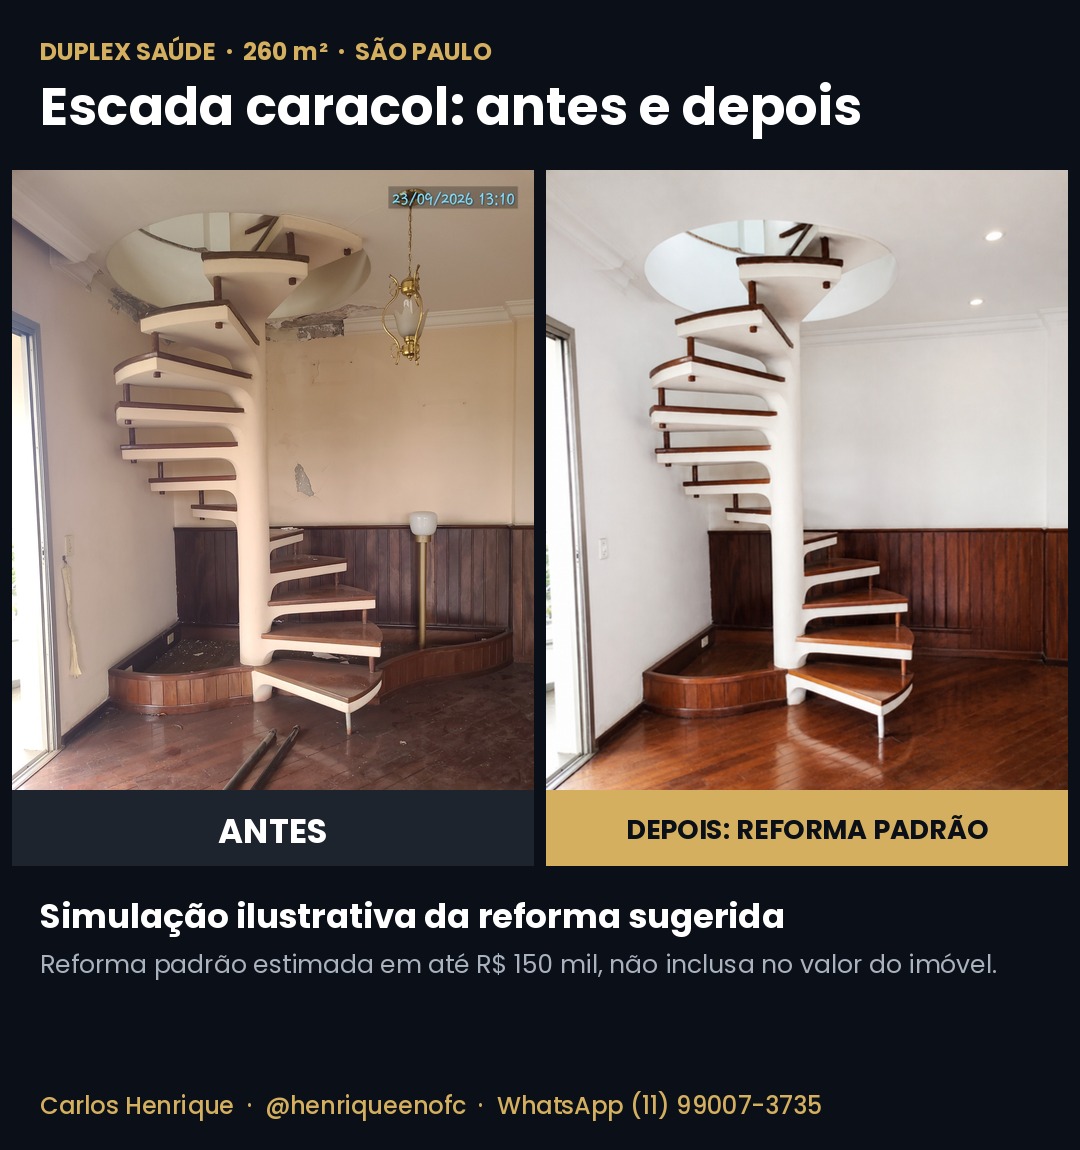 DUPLEX SAÚDE · 260 m² · SÃO PAULO
Escada caracol: antes e depois
23/09/2026 13:10
ANTES
DEPOIS: REFORMA PADRÃO
Simulação ilustrativa da reforma sugerida
Reforma padrão estimada em até R$ 150 mil, não inclusa no valor do imóvel.
Carlos Henrique · @henriqueenofc · WhatsApp (11) 99007-3735